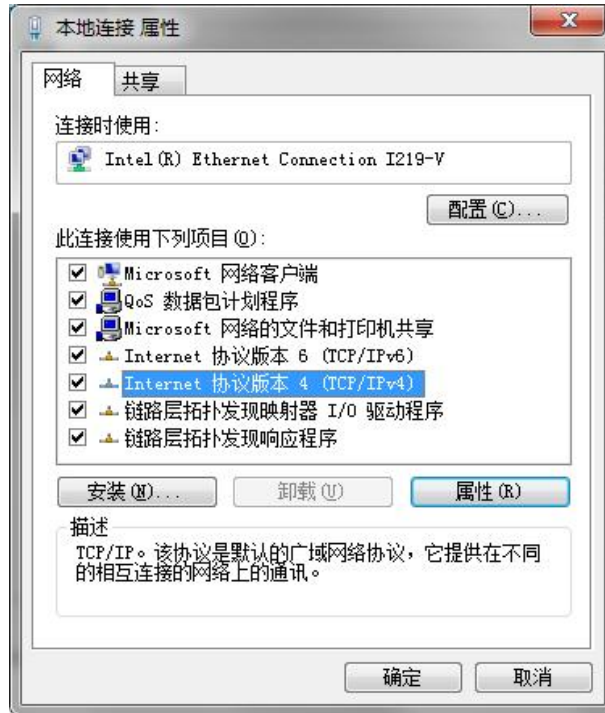 本地连接 属性
网络
共享
连接时使用:
Intel(R) Ethernet Connection I219-V
配置(C)...
此连接使用下列项目(O):
Microsoft 网络客户端
QoS 数据包计划程序
Microsoft 网络的文件和打印机共享
Internet 协议版本 6 (TCP/IPv6)
Internet 协议版本 4 (TCP/IPv4)
链路层拓扑发现映射器 I/O 驱动程序
链路层拓扑发现响应程序
安装(N)...
卸载(U)
属性(R)
描述
TCP/IP。该协议是默认的广域网络协议，它提供在不同
的相互连接的网络上的通讯。
确定
取消